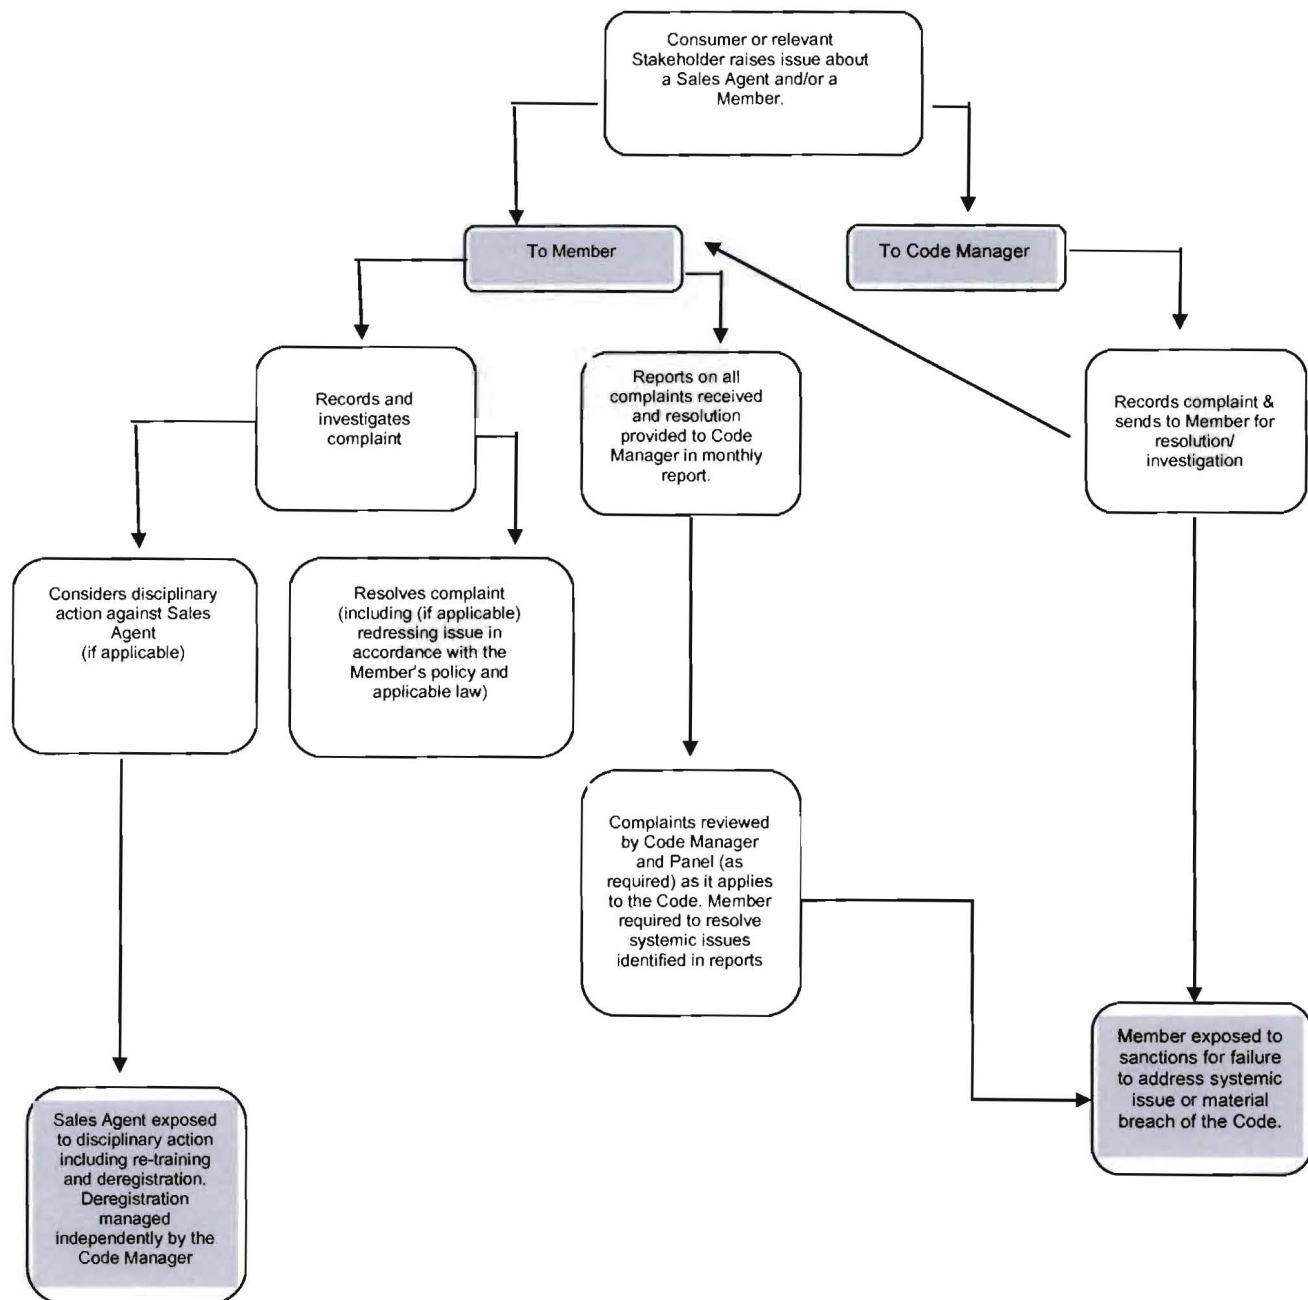 Consumer or relevant
Stakeholder raises issue about
a Sales Agent and/or a
Member.
To Member
To Code Manager
Records and
investigates
complaint
Reports on all
complaints received
and resolution
provided to Code
Manager in monthly
report.
Records complaint &
sends to Member for
resolution/
investigation
Considers disciplinary
action against Sales
Agent
(if applicable)
Resolves complaint
(including (if applicable)
redressing issue in
accordance with the
Member's policy and
applicable law)
Complaints reviewed
by Code Manager
and Panel (as
required) as it applies
to the Code. Member
required to resolve
systemic issues
identified in reports
Member exposed to
sanctions for failure
to address systemic
issue or material
breach of the Code.
Sales Agent exposed
to disciplinary action
including re-training
and deregistration.
Deregistration
managed
independently by the
Code Manager